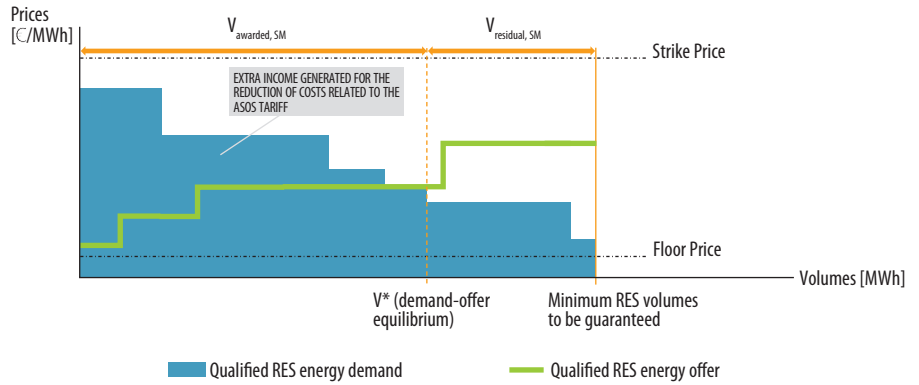 Prices
[€/MWh]
V awarded, SM
V residual, SM
Strike Price
EXTRA INCOME GENERATED FOR THE
REDUCTION OF COSTS RELATED TO THE
ASOS TARIFF
Floor Price
Volumes [MWh]
V* (demand-offer
equilibrium)
Minimum RES volumes
to be guaranteed
Qualified RES energy demand
Qualified RES energy offer